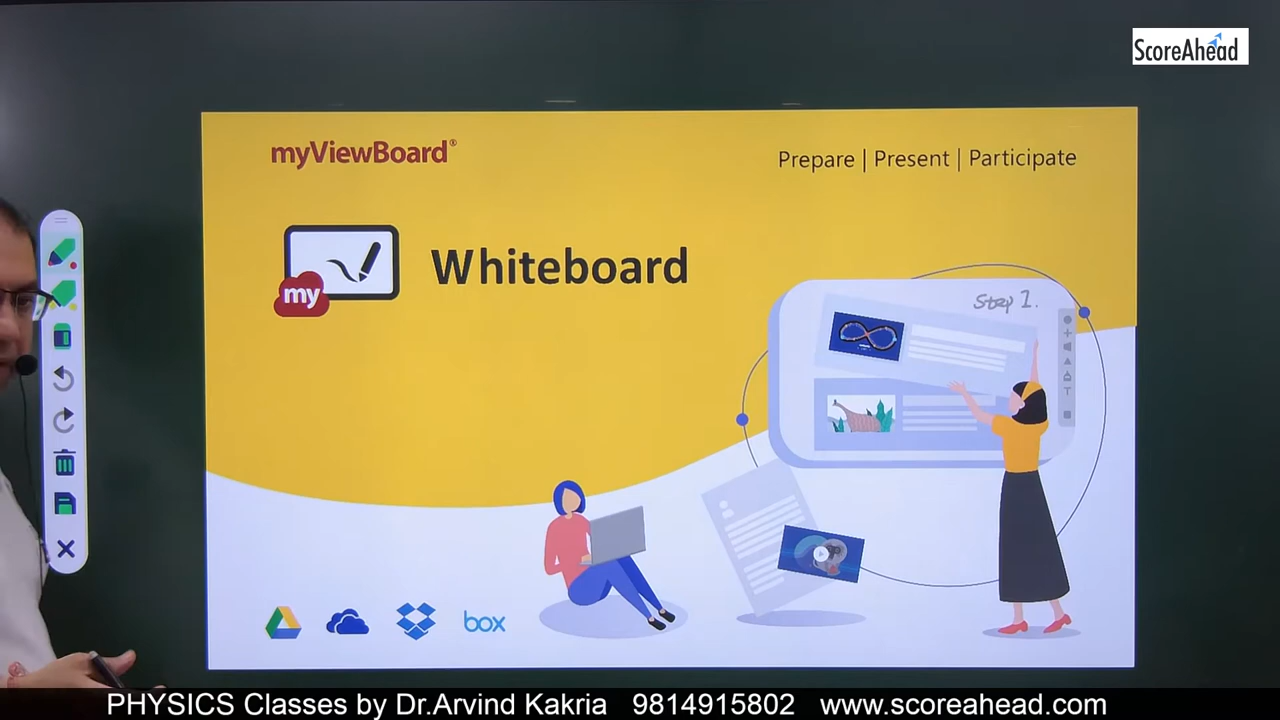 ScoreAhead
myViewBoard®
Prepare | Present | Participate
my
Whiteboard
Step 1.
T
box
PHYSICS Classes by Dr.Arvind Kakria 9814915802 www.scoreahead.com